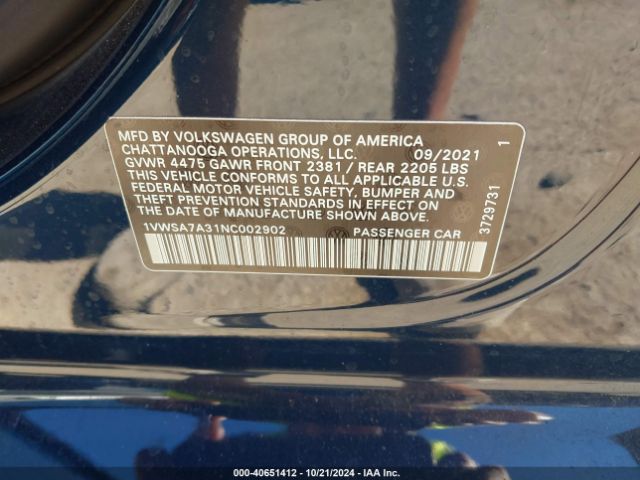 MFD BY VOLKSWAGEN GROUP OF AMERICA
CHATTANOOGA OPERATIONS, LLC. 09/2021 1
GVWR 4475 GAWR FRONT 2381 / REAR 2205 LBS
THIS VEHICLE CONFORMS TO ALL APPLICABLE U.S.
FEDERAL MOTOR VEHICLE SAFETY, BUMPER AND
THEFT PREVENTION STANDARDS IN EFFECT ON
THE DATE OF MANUFACTURE SHOWN ABOVE
1VWSA7A31NC002902 PASSENGER CAR
3729731
000-40651412 - 10/21/2024 - IAA Inc.